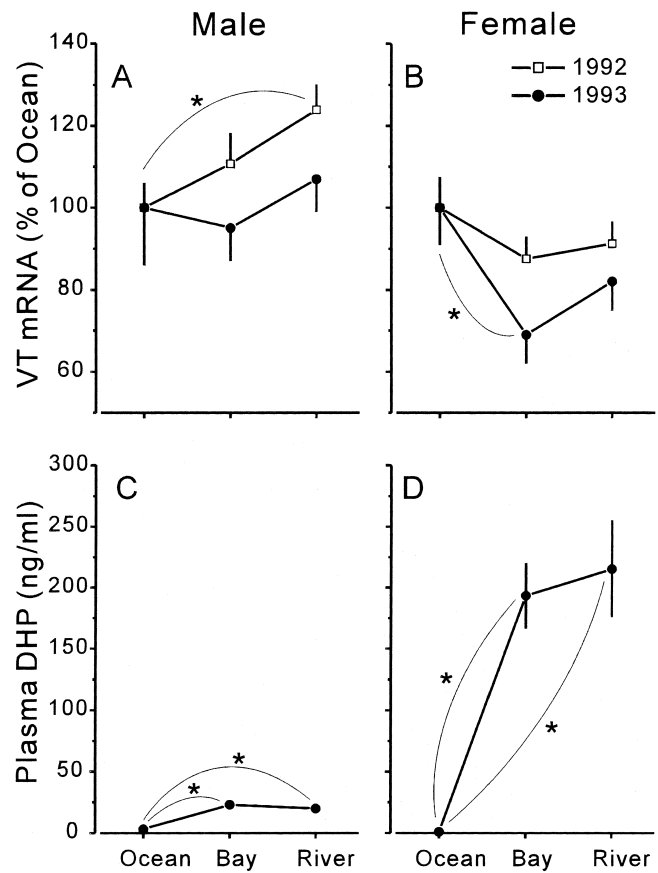 Male Female
A
B
1992
1993
VT mRNA (% of Ocean)
140
120
100
80
60
*
*
C
D
Plasma DHP (ng/ml)
300
250
200
150
100
50
0
*
*
*
*
Ocean Bay River Ocean Bay River